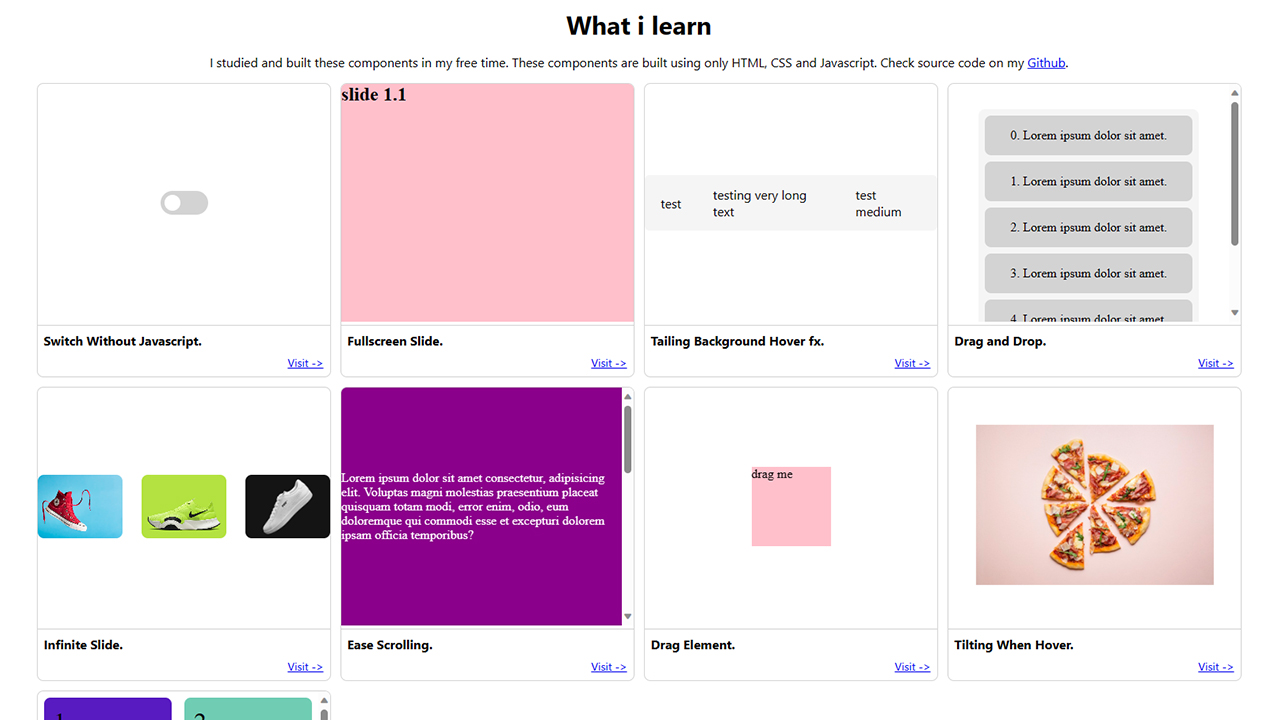 What i learn
I studied and built these components in my free time. These components are built using only HTML, CSS and Javascript. Check source code on my Github.
slide 1.1
test
testing very long
text
test
medium
0. Lorem ipsum dolor sit amet.
1. Lorem ipsum dolor sit amet.
2. Lorem ipsum dolor sit amet.
3. Lorem ipsum dolor sit amet.
4. Lorem ipsum dolor sit amet.
Switch Without Javascript.
Visit ->
Fullscreen Slide.
Visit ->
Tailing Background Hover fx.
Visit ->
Drag and Drop.
Visit ->
Lorem ipsum dolor sit amet consectetur, adipisicing
elit. Voluptas magni molestias praesentium placeat
quisquam totam modi, error enim, odio, eum
doloremque qui commodi esse et excepturi dolorem
ipsam officia temporibus?
drag me
Infinite Slide.
Visit ->
Ease Scrolling.
Visit ->
Drag Element.
Visit ->
Tilting When Hover.
Visit ->
1
2